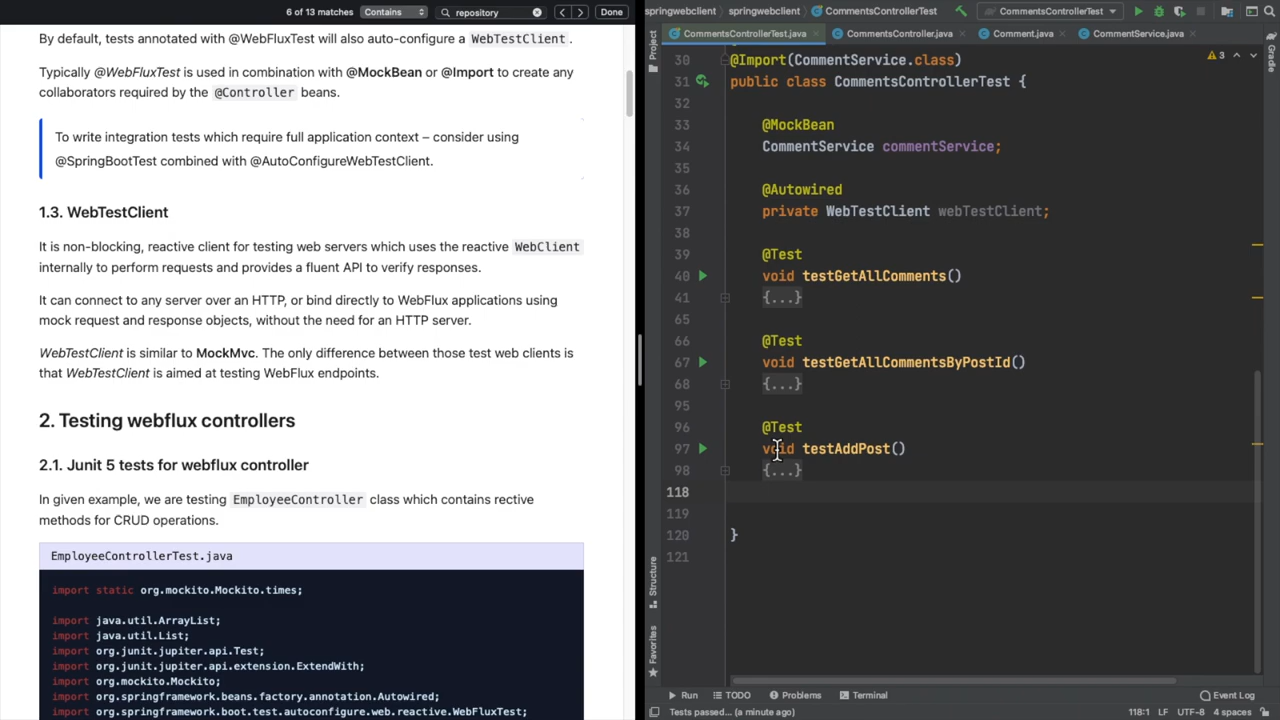 6 of 13 matches
Contains
repository
Done
By default, tests annotated with @WebFluxTest will also auto-configure a WebTestClient.
Typically @WebFluxTest is used in combination with @MockBean or @Import to create any
collaborators required by the @Controller beans.
To write integration tests which require full application context – consider using
@SpringBootTest combined with @AutoConfigureWebTestClient.
1.3. WebTestClient
It is non-blocking, reactive client for testing web servers which uses the reactive WebClient
internally to perform requests and provides a fluent API to verify responses.
It can connect to any server over an HTTP, or bind directly to WebFlux applications using
mock request and response objects, without the need for an HTTP server.
WebTestClient is similar to MockMvc. The only difference between those test web clients is
that WebTestClient is aimed at testing WebFlux endpoints.
2. Testing webflux controllers
2.1. Junit 5 tests for webflux controller
In given example, we are testing EmployeeController class which contains rective
methods for CRUD operations.
EmployeeControllerTest.java
import static org.mockito.Mockito.times;
import java.util.ArrayList;
import java.util.List;
import org.junit.jupiter.api.Test;
import org.junit.jupiter.api.extension.ExtendWith;
import org.mockito.Mockito;
import org.springframework.beans.factory.annotation.Autowired;
import org.springframework.boot.test.autoconfigure.web.reactive.WebFluxTest;
springwebclient
springwebclient
CommentsControllerTest
CommentsControllerTest
CommentsControllerTest.java
CommentsController.java
Comment.java
CommentService.java
Project
Structure
Favorites
Gradle
3
30 @Import(CommentService.class)
31 public class CommentsControllerTest {
32
33 @MockBean
34 CommentService commentService;
35
36 @Autowired
37 private WebTestClient webTestClient;
38
39 @Test
40 void testGetAllComments()
41 {...}
65
66 @Test
67 void testGetAllCommentsByPostId()
68 {...}
95
96 @Test
97 void testAddPost()
98 {...}
118
119
120 }
121
Run
TODO
Problems
Terminal
Event Log
Tests passed... (a minute ago)
118:1
LF
UTF-8
4 spaces